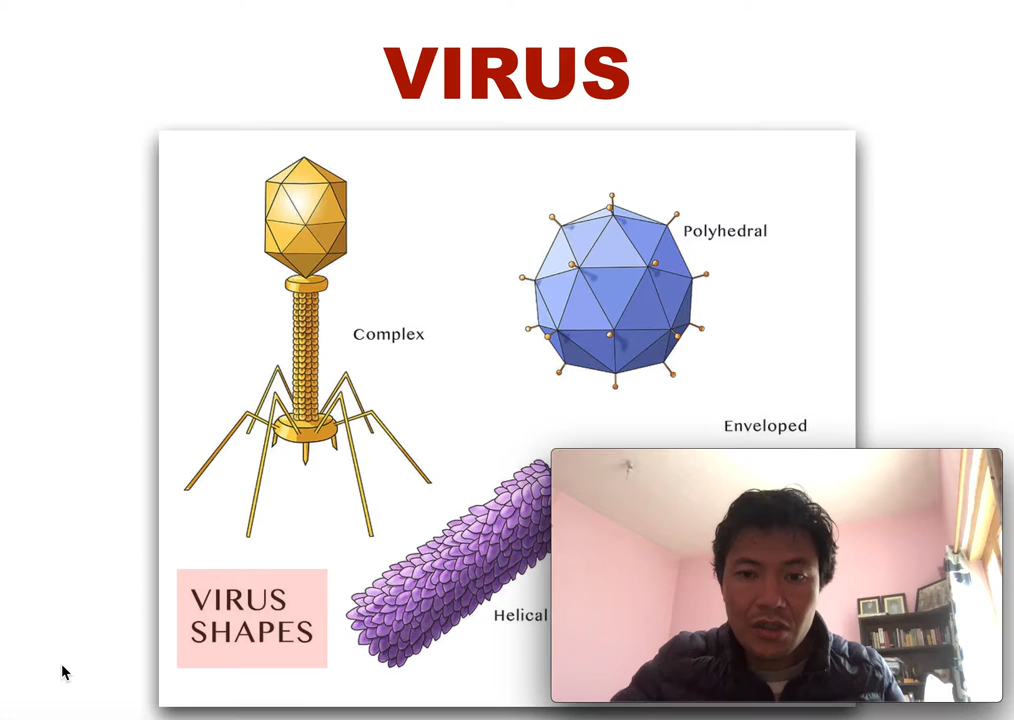 VIRUS
Polyhedral
Complex
Enveloped
VIRUS
SHAPES
Helical